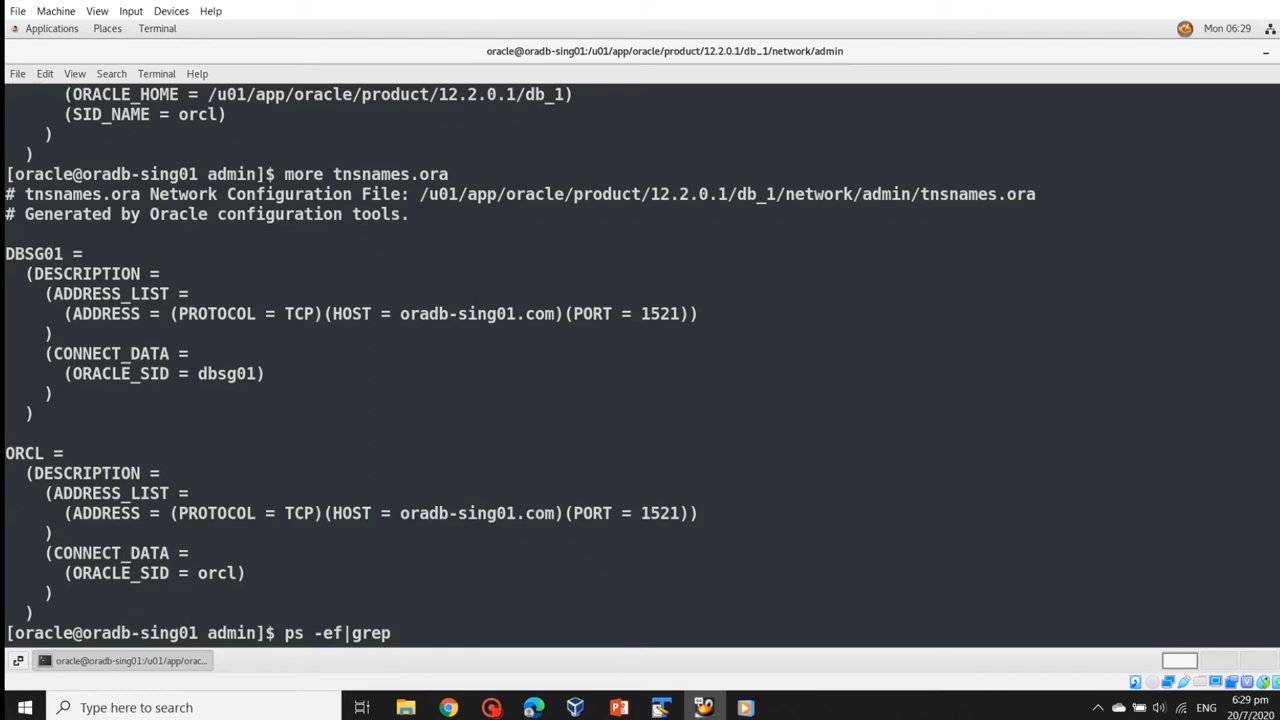 File Machine View Input Devices Help
Applications Places Terminal Mon 06:29
oracle@oradb-sing01:/u01/app/oracle/product/12.2.0.1/db_1/network/admin
File Edit View Search Terminal Help
(ORACLE_HOME = /u01/app/oracle/product/12.2.0.1/db_1)
(SID_NAME = orcl)
)
)
[oracle@oradb-sing01 admin]$ more tnsnames.ora
# tnsnames.ora Network Configuration File: /u01/app/oracle/product/12.2.0.1/db_1/network/admin/tnsnames.ora
# Generated by Oracle configuration tools.
DBSG01 =
(DESCRIPTION =
(ADDRESS_LIST =
(ADDRESS = (PROTOCOL = TCP)(HOST = oradb-sing01.com)(PORT = 1521))
)
(CONNECT_DATA =
(ORACLE_SID = dbsg01)
)
)
ORCL =
(DESCRIPTION =
(ADDRESS_LIST =
(ADDRESS = (PROTOCOL = TCP)(HOST = oradb-sing01.com)(PORT = 1521))
)
(CONNECT_DATA =
(ORACLE_SID = orcl)
)
)
[oracle@oradb-sing01 admin]$ ps -ef|grep
oracle@oradb-sing01:/u01/app/orac...
Type here to search
ENG
6:29 pm
20/7/2020